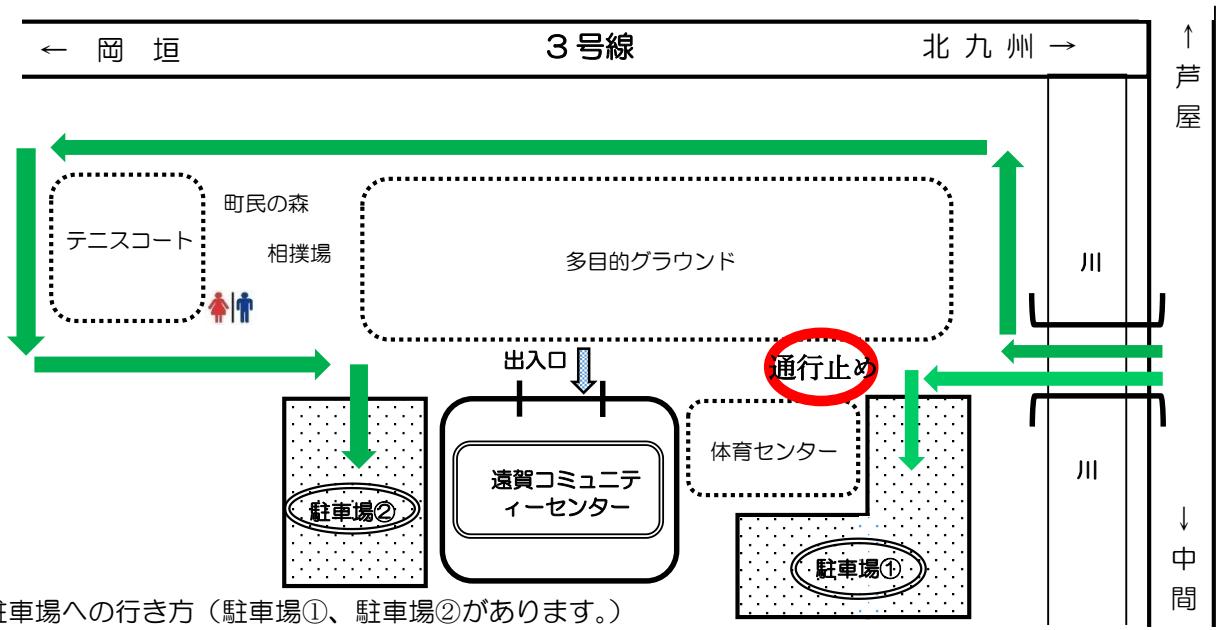 ← 岡 垣
3号線
北 九 州 →
↑
芦
屋
町民の森
テニスコート
相撲場
多目的グラウンド
川
出入口
通行止め
体育センター
遠賀コミュニテ
ィーセンター
川
駐車場②
駐車場①
↓
中
間
車場への行き方（駐車場①、駐車場②があります。）